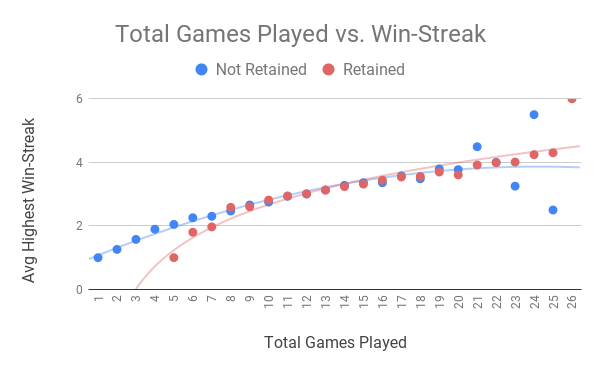 Total Games Played vs. Win-Streak
Not Retained Retained
Avg Highest Win-Streak
6
4
2
0
1 2 3 4 5 6 7 8 9 10 11 12 13 14 15 16 17 18 19 20 21 22 23 24 25 26
Total Games Played